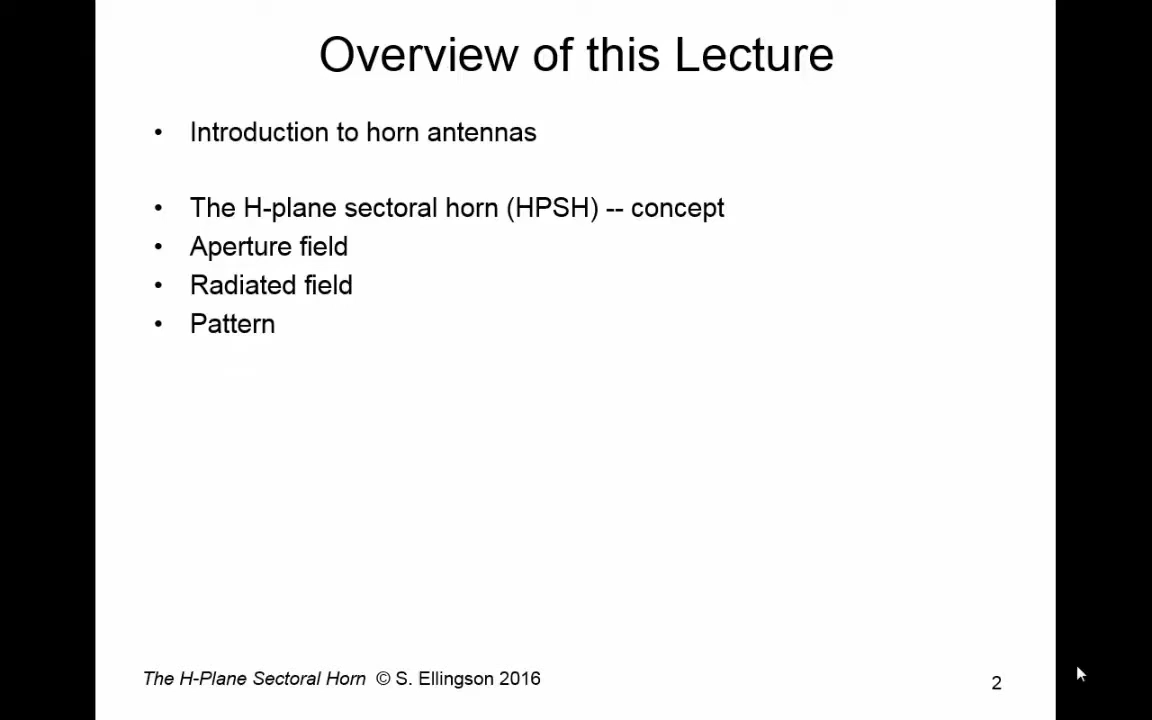 Overview of this Lecture
• Introduction to horn antennas
• The H-plane sectoral horn (HPSH) -- concept
• Aperture field
• Radiated field
• Pattern
The H-Plane Sectoral Horn © S. Ellingson 2016
2